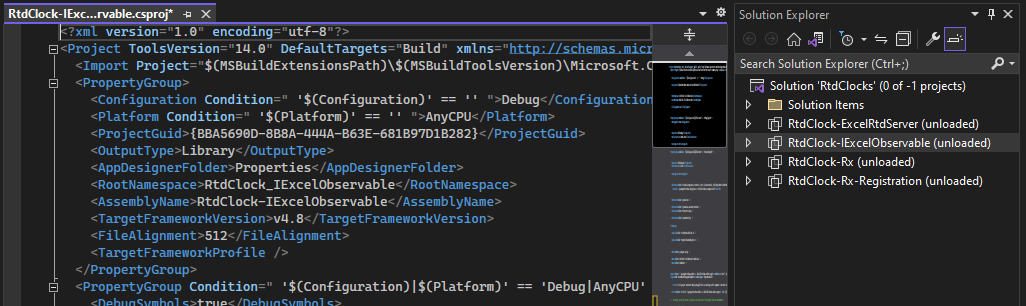 RtdClock-IExc...rvable.csproj*
<?xml version="1.0" encoding="utf-8"?>
<Project ToolsVersion="14.0" DefaultTargets="Build" xmlns="http://schemas.micr
<Import Project="$(MSBuildExtensionsPath)\$(MSBuildToolsVersion)\Microsoft.C
<PropertyGroup>
<Configuration Condition=" '$(Configuration)' == '' ">Debug</Configuration
<Platform Condition=" '$(Platform)' == '' ">AnyCPU</Platform>
<ProjectGuid>{BBA5690D-8B8A-444A-B63E-681B97D1B282}</ProjectGuid>
<OutputType>Library</OutputType>
<AppDesignerFolder>Properties</AppDesignerFolder>
<RootNamespace>RtdClock_IExcelObservable</RootNamespace>
<AssemblyName>RtdClock-IExcelObservable</AssemblyName>
<TargetFrameworkVersion>v4.8</TargetFrameworkVersion>
<FileAlignment>512</FileAlignment>
<TargetFrameworkProfile />
</PropertyGroup>
<PropertyGroup Condition=" '$(Configuration)|$(Platform)' == 'Debug|AnyCPU'
<DebugSymbols>true</DebugSymbols>
Solution Explorer
Search Solution Explorer (Ctrl+;)
Solution 'RtdClocks' (0 of -1 projects)
Solution Items
RtdClock-ExcelRtdServer (unloaded)
RtdClock-IExcelObservable (unloaded)
RtdClock-Rx (unloaded)
RtdClock-Rx-Registration (unloaded)